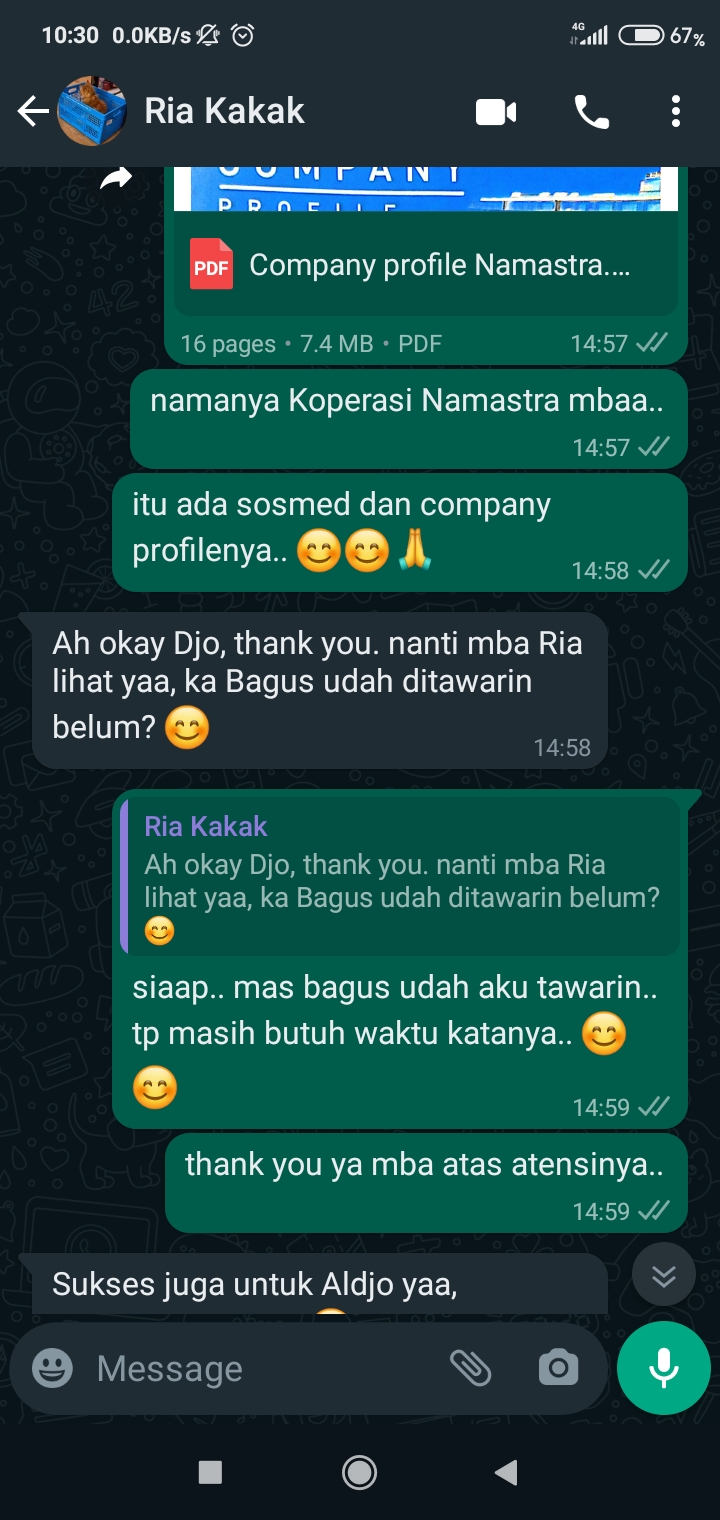 10:30 0.0KB/s 4G 67%
Ria Kakak
COMPANY
PROFILE
PDF Company profile Namastra....
16 pages • 7.4 MB • PDF 14:57
namanya Koperasi Namastra mbaa..
14:57
itu ada sosmed dan company
profilenya.. 😊😊🙏
14:58
Ah okay Djo, thank you. nanti mba Ria
lihat yaa, ka Bagus udah ditawarin
belum? 😊
14:58
Ria Kakak
Ah okay Djo, thank you. nanti mba Ria
lihat yaa, ka Bagus udah ditawarin belum?
😊
siaap.. mas bagus udah aku tawarin..
tp masih butuh waktu katanya.. 😊
😊
14:59
thank you ya mba atas atensinya..
14:59
Sukses juga untuk Aldjo yaa,
Message